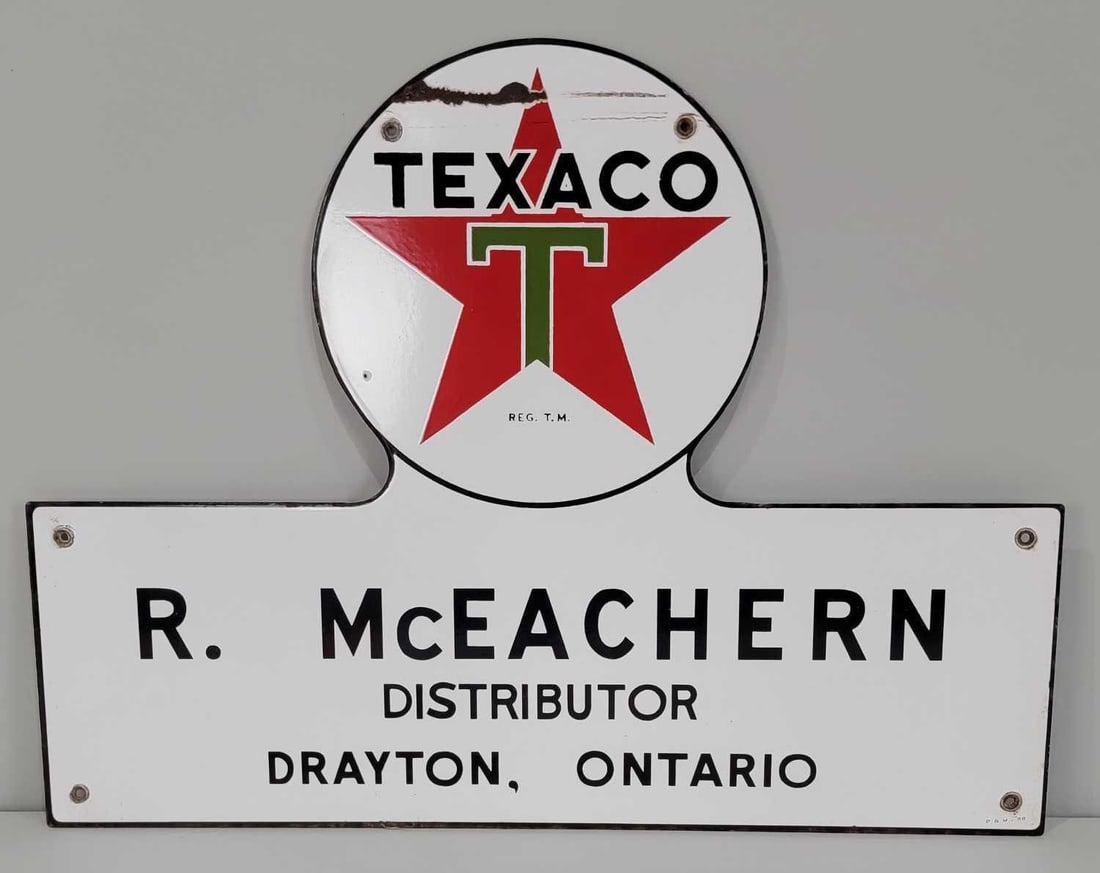 TEXACO
T
REG. T.M.
R. McEACHERN
DISTRIBUTOR
DRAYTON, ONTARIO